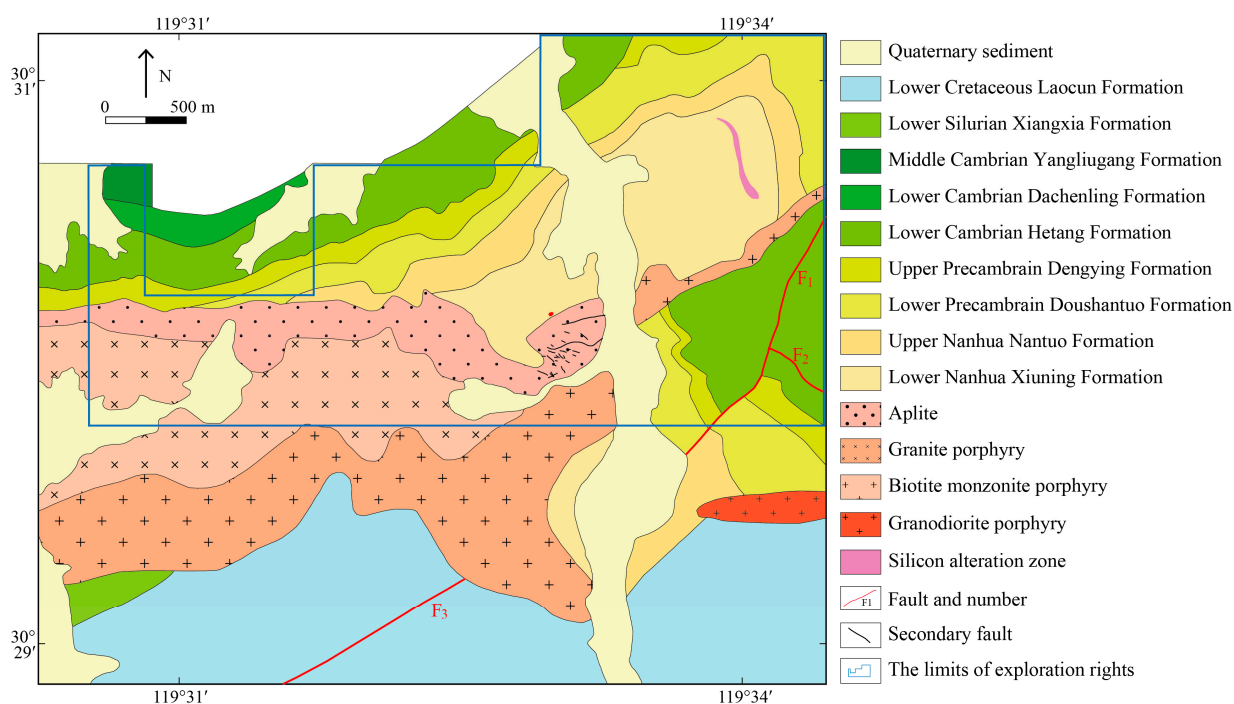 119°31′ 119°34′
30°
31′
N
0 500 m
F1
F2
F3
30°
29′
119°31′ 119°34′
Quaternary sediment
Lower Cretaceous Laocun Formation
Lower Silurian Xiangxia Formation
Middle Cambrian Yangliugang Formation
Lower Cambrian Dachenling Formation
Lower Cambrian Hetang Formation
Upper Precambrain Dengying Formation
Lower Precambrain Doushantuo Formation
Upper Nanhua Nantuo Formation
Lower Nanhua Xiuning Formation
Aplite
Granite porphyry
Biotite monzonite porphyry
Granodiorite porphyry
Silicon alteration zone
F1 Fault and number
Secondary fault
The limits of exploration rights